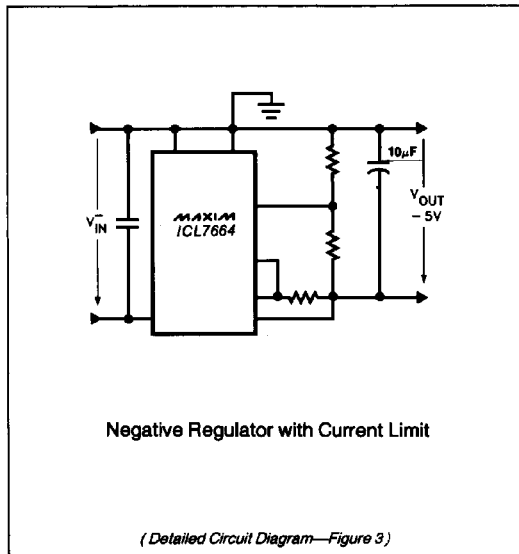 10µF
MAXIM
ICL7664
V⁻IN
VOUT
– 5V
Negative Regulator with Current Limit
( Detailed Circuit Diagram—Figure 3)